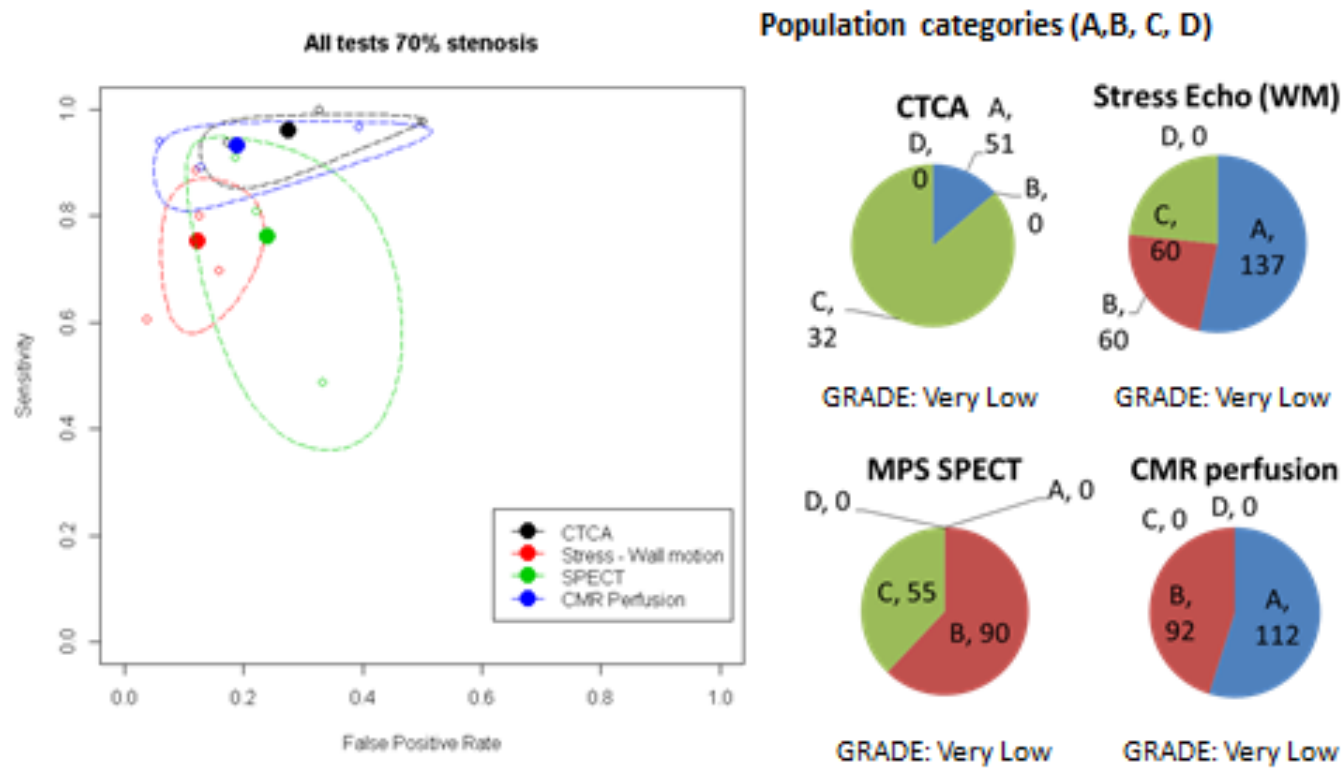 All tests 70% stenosis
Sensitivity
1.0
0.8
0.6
0.4
0.2
0.0
0.0 0.2 0.4 0.6 0.8 1.0
False Positive Rate
CTCA
Stress - Wall motion
SPECT
CMR Perfusion
Population categories (A,B, C, D)
CTCA
D,
0
A,
51
B,
0
C,
32
GRADE: Very Low
Stress Echo (WM)
D, 0
C,
60
A,
137
B,
60
GRADE: Very Low
MPS SPECT
D, 0
A, 0
C, 55
B, 90
GRADE: Very Low
CMR perfusion
C, 0
D, 0
B,
92
A,
112
GRADE: Very Low